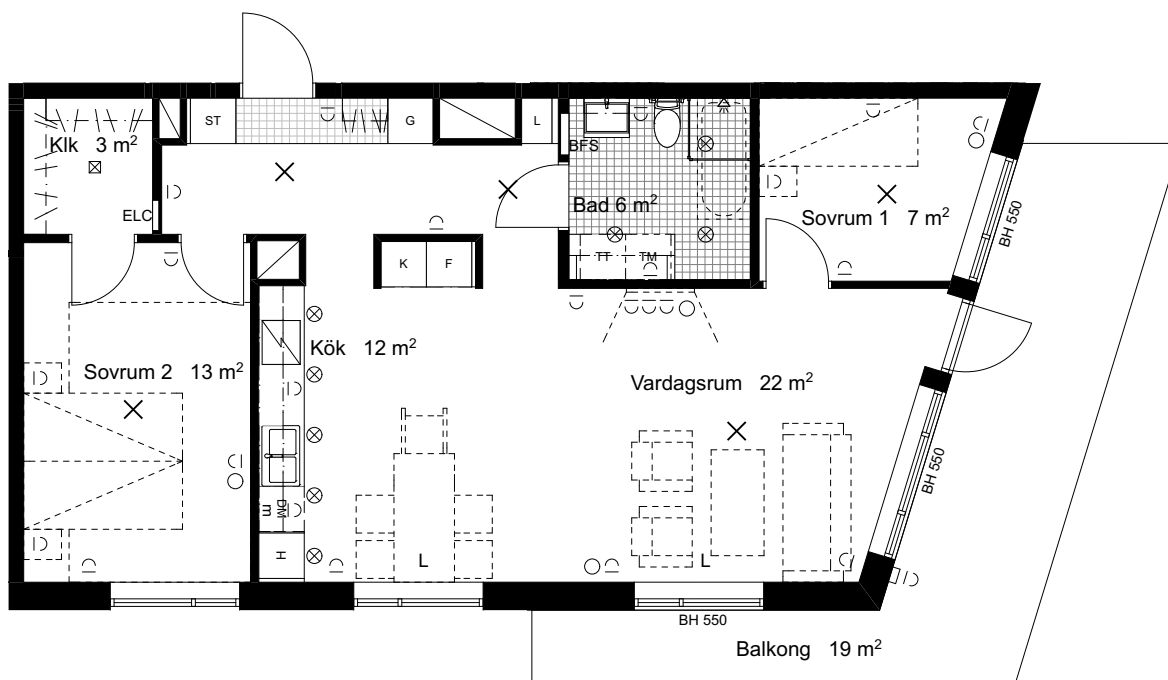 ST
G
L
Klk 3 m²
BFS
ELC
Bad 6 m²
Sovrum 1 7 m²
BH 550
K
F
TT
TM
Kök 12 m²
Sovrum 2 13 m²
Vardagsrum 22 m²
BH 550
DM
m
H
L
L
BH 550
Balkong 19 m²